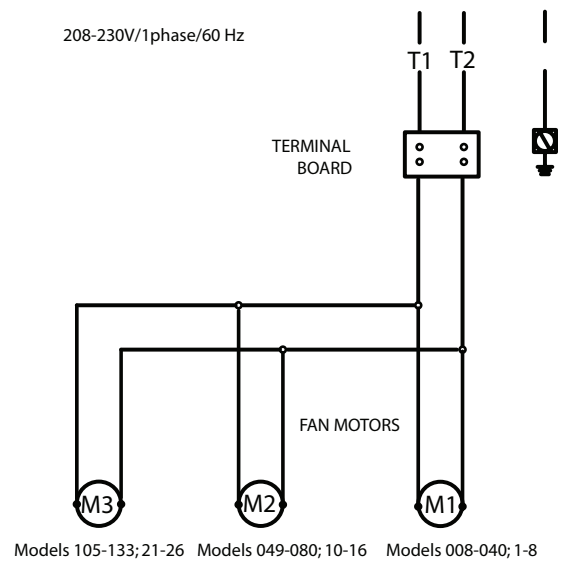 208-230V/1phase/60 Hz
T1 T2
TERMINAL
BOARD
FAN MOTORS
M3 M2 M1
Models 105-133; 21-26 Models 049-080; 10-16 Models 008-040; 1-8